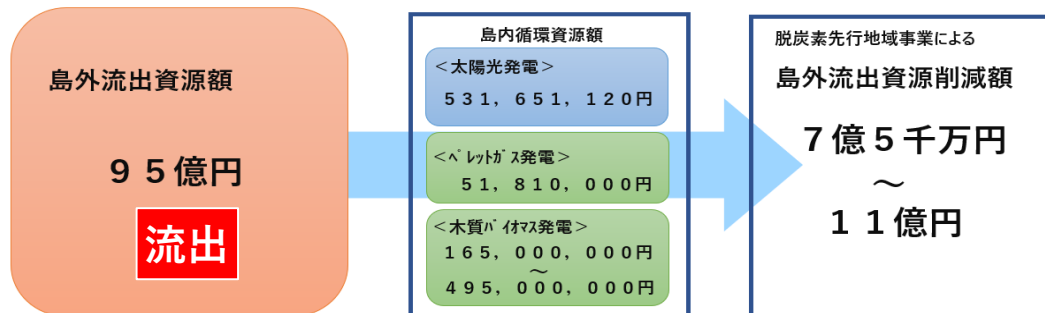 島外流出資源額
９５億円
流出
島内循環資源額
＜太陽光発電＞
５３１，６５１，１２０円
＜ﾍﾟﾚｯﾄｶﾞｽ発電＞
５１，８１０，０００円
＜木質ﾊﾞｲｵﾏｽ発電＞
１６５，０００，０００円
～
４９５，０００，０００円
脱炭素先行地域事業による
島外流出資源削減額
７億５千万円
～
１１億円